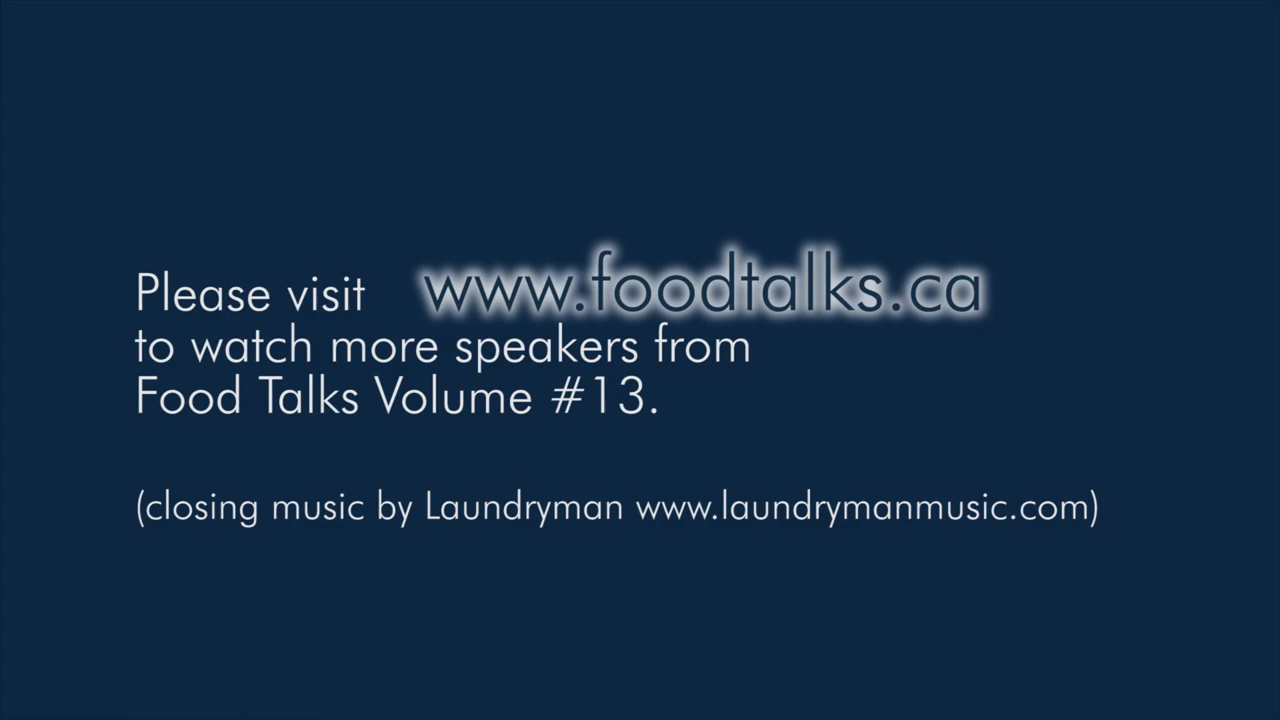 Please visit www.foodtalks.ca
to watch more speakers from
Food Talks Volume #13.
(closing music by Laundryman www.laundrymanmusic.com)